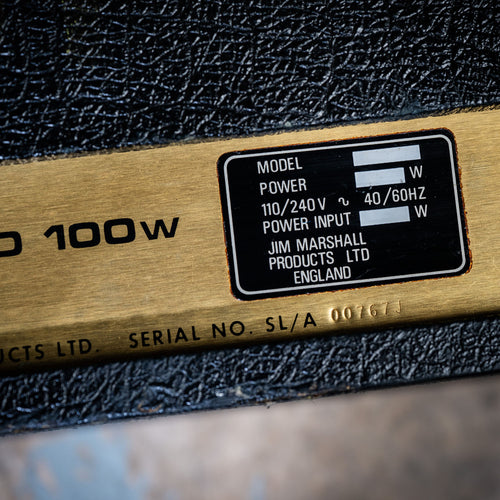 D 100W
MODEL
POWER W
110/240V ~ 40/60HZ
POWER INPUT W
JIM MARSHALL
PRODUCTS LTD
ENGLAND
UCTS LTD. SERIAL NO. SL/A 00767J